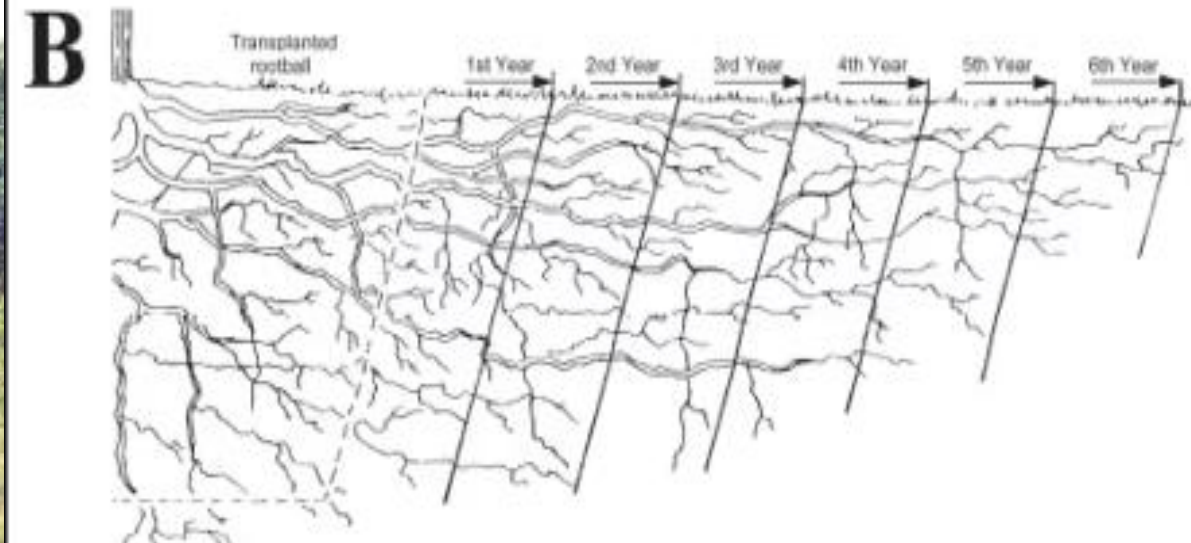 B
Transplanted
rootball
1st Year
2nd Year
3rd Year
4th Year
5th Year
6th Year